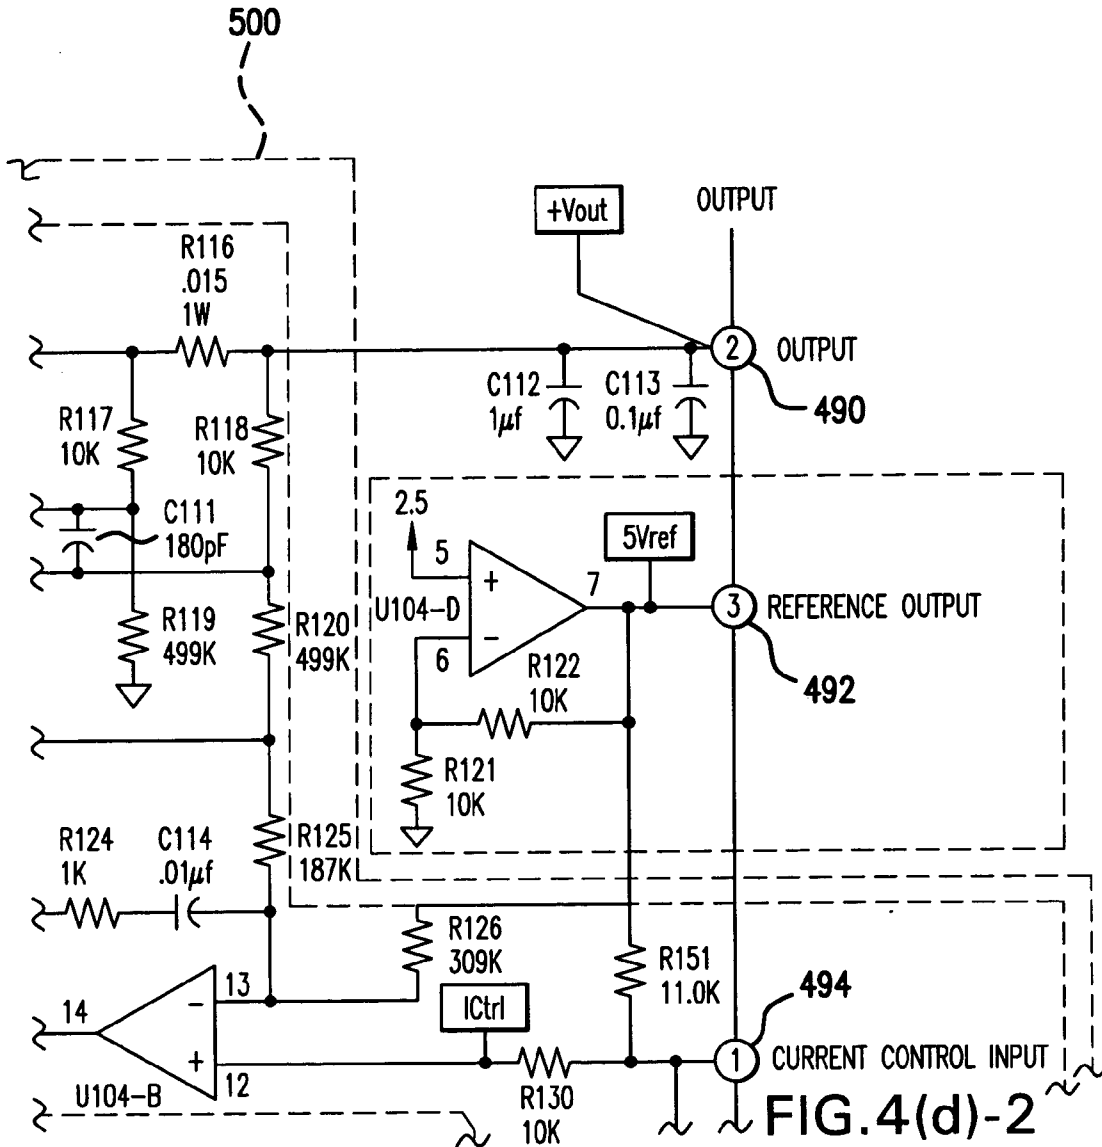 500
+Vout
OUTPUT
R116
.015
1W
2
OUTPUT
490
R117
10K
R118
10K
C112
1µf
C113
0.1µf
C111
180pF
2.5
5
+
U104-D
6
−
7
5Vref
3
REFERENCE OUTPUT
492
R119
499K
R120
499K
R122
10K
R121
10K
R124
1K
C114
.01µf
R125
187K
R126
309K
R151
11.0K
494
14
13
−
+
12
U104-B
ICtrl
R130
10K
1
CURRENT CONTROL INPUT
FIG.4(d)-2